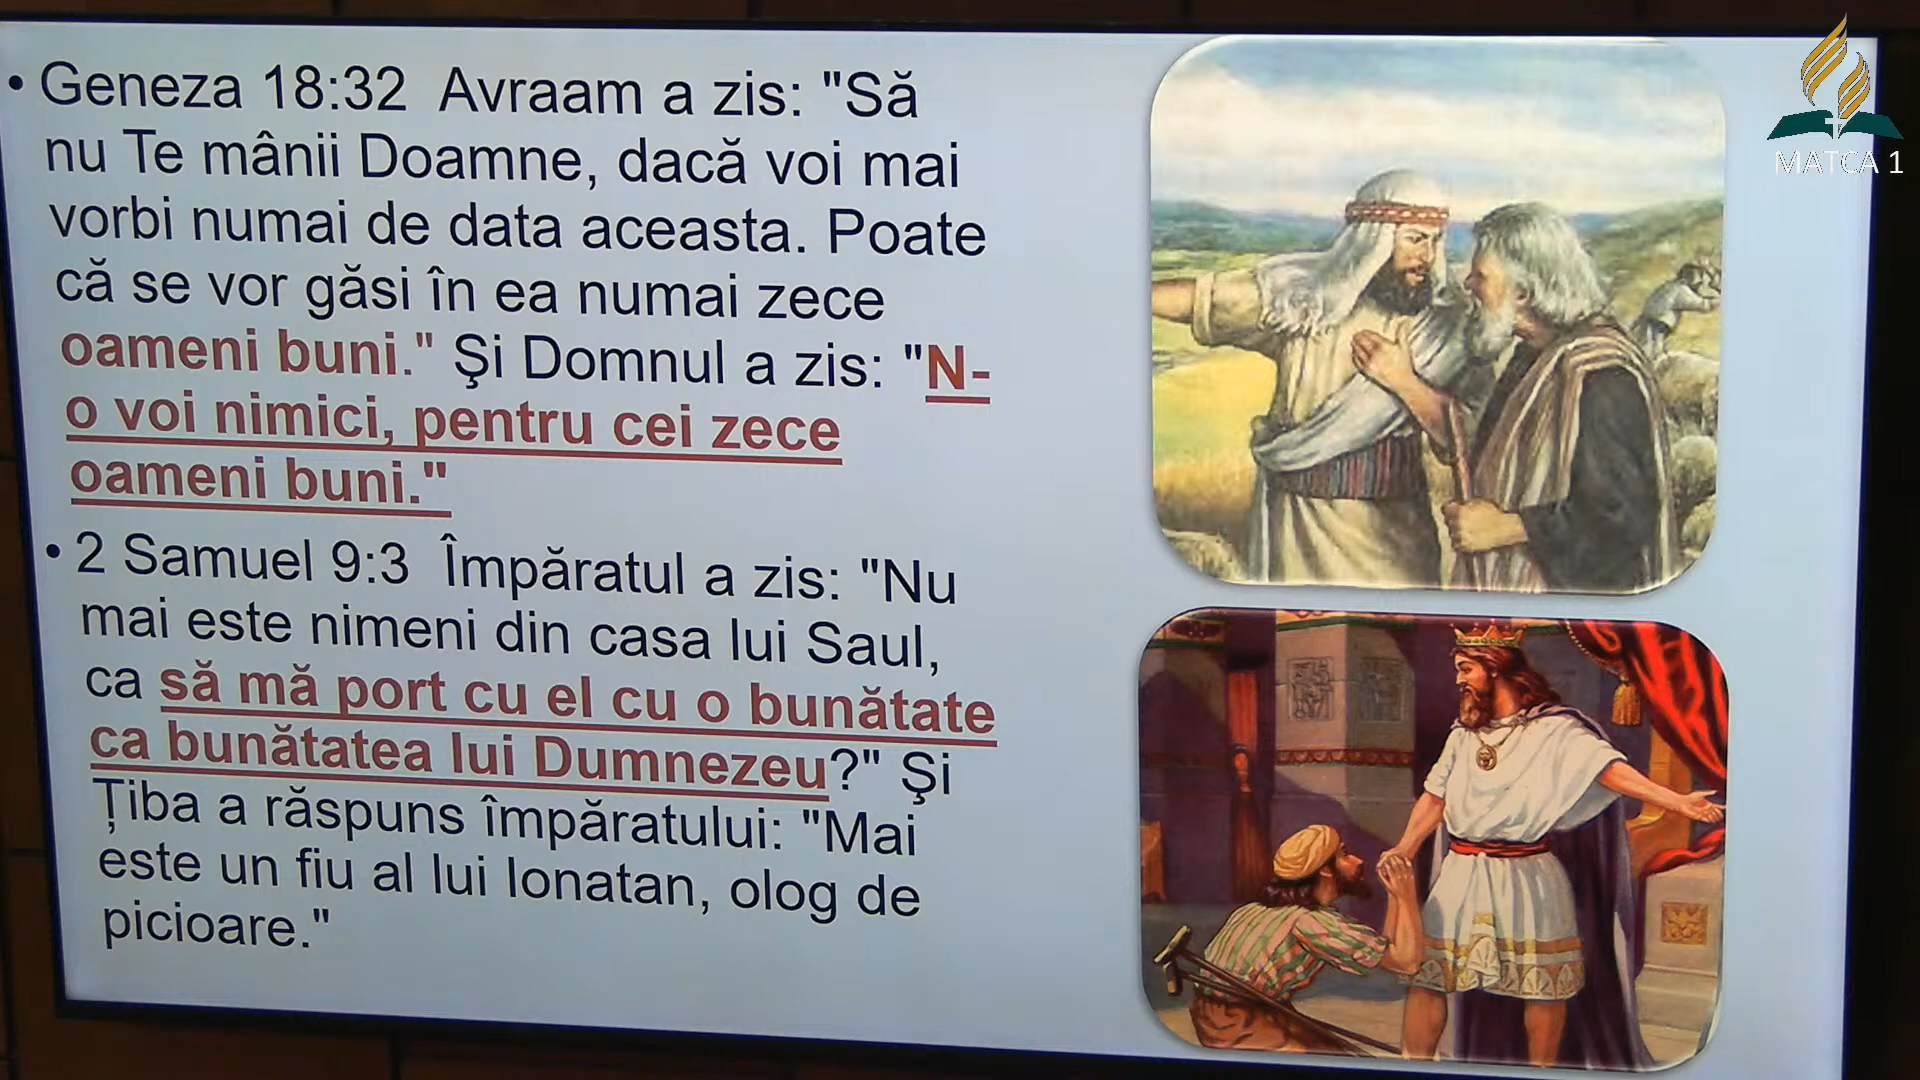 • Geneza 18:32 Avraam a zis: "Să
nu Te mânii Doamne, dacă voi mai
vorbi numai de data aceasta. Poate
că se vor găsi în ea numai zece
oameni buni." Şi Domnul a zis: "N-
o voi nimici, pentru cei zece
oameni buni."
• 2 Samuel 9:3 Împăratul a zis: "Nu
mai este nimeni din casa lui Saul,
ca să mă port cu el cu o bunătate
ca bunătatea lui Dumnezeu?" Şi
Ţiba a răspuns împăratului: "Mai
este un fiu al lui Ionatan, olog de
picioare."
MATCA 1